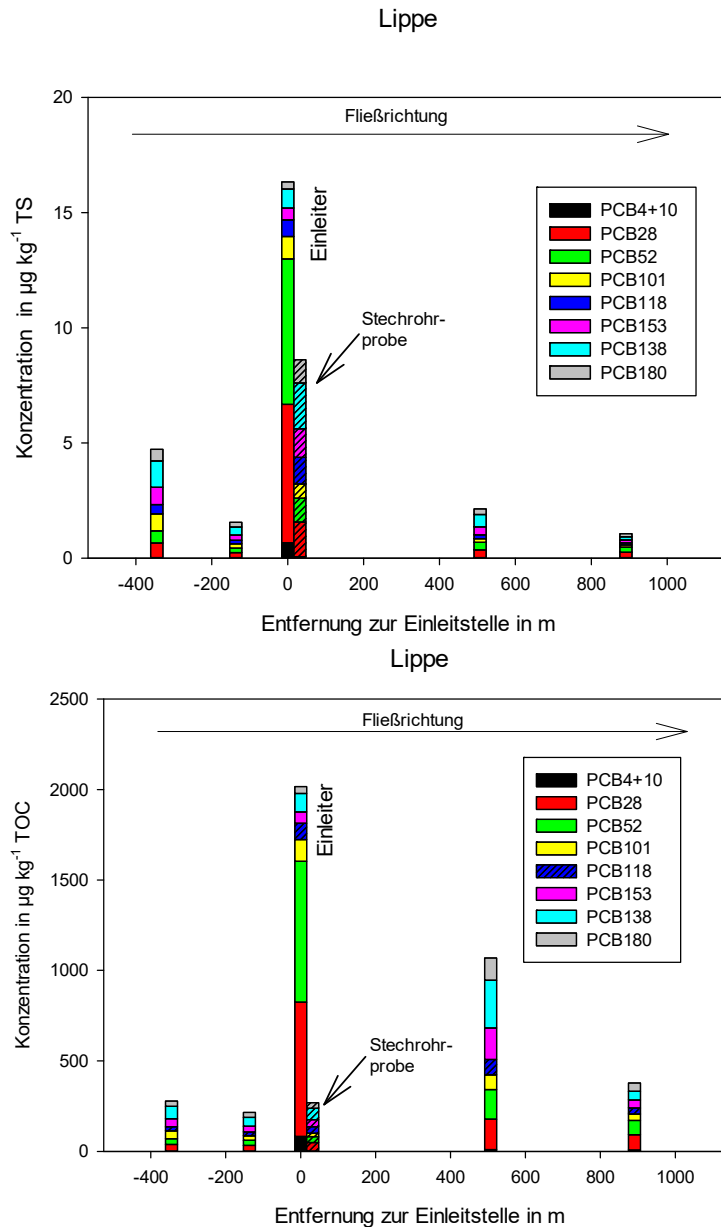 Lippe
Konzentration in µg kg⁻¹ TS
20
15
10
5
0
Fließrichtung
Einleiter
Stechrohr-
probe
PCB4+10
PCB28
PCB52
PCB101
PCB118
PCB153
PCB138
PCB180
-400 -200 0 200 400 600 800 1000
Entfernung zur Einleitstelle in m
Lippe
Konzentration in µg kg⁻¹ TOC
2500
2000
1500
1000
500
0
Fließrichtung
Einleiter
Stechrohr-
probe
PCB4+10
PCB28
PCB52
PCB101
PCB118
PCB153
PCB138
PCB180
-400 -200 0 200 400 600 800 1000
Entfernung zur Einleitstelle in m